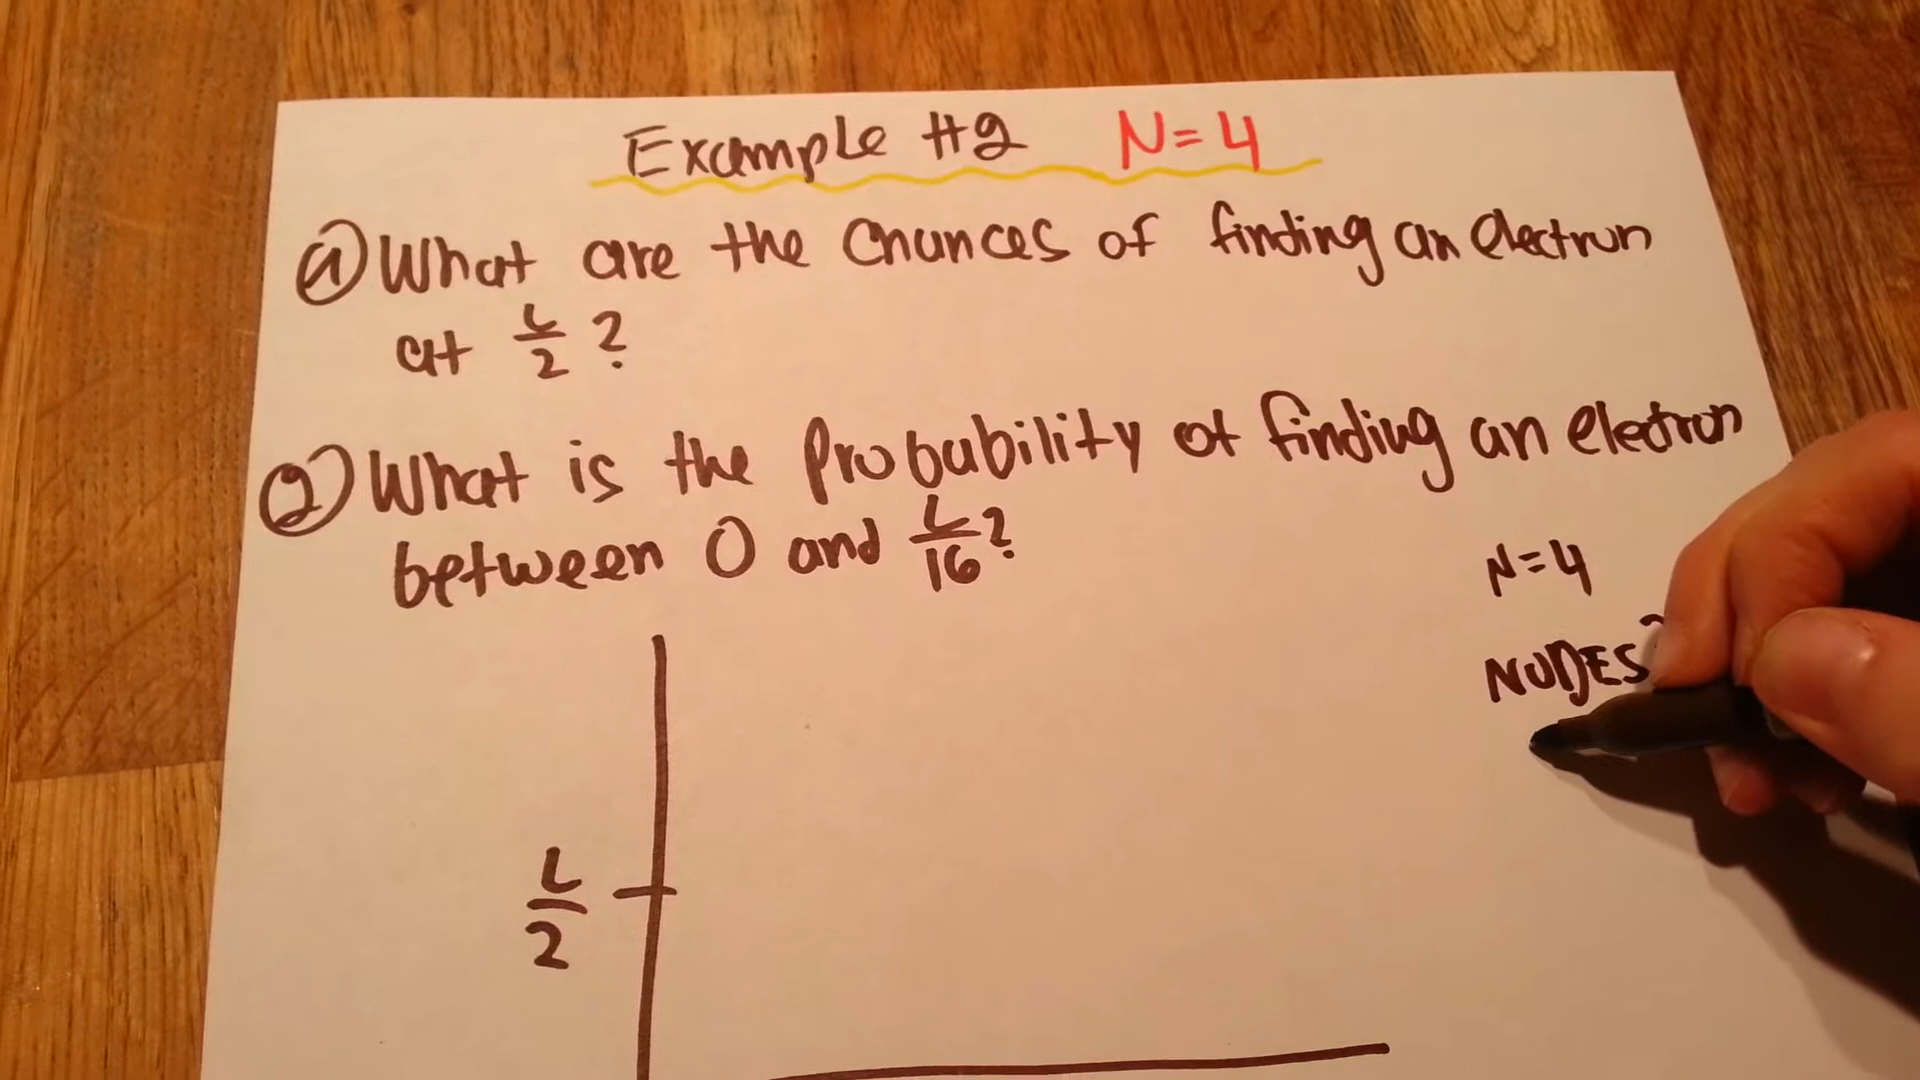 Example #2 N=4
① What are the chances of finding an electron
at L/2?
② What is the probability of finding an electron
between 0 and L/16?
N=4
NODES?
L/2